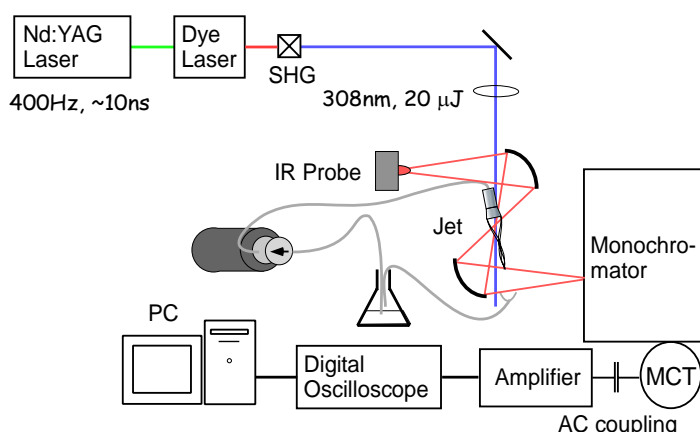 Nd:YAG
Laser
Dye
Laser
SHG
400Hz, ~10ns
308nm, 20 μJ
IR Probe
Jet
Monochro-
mator
PC
Digital
Oscilloscope
Amplifier
MCT
AC coupling